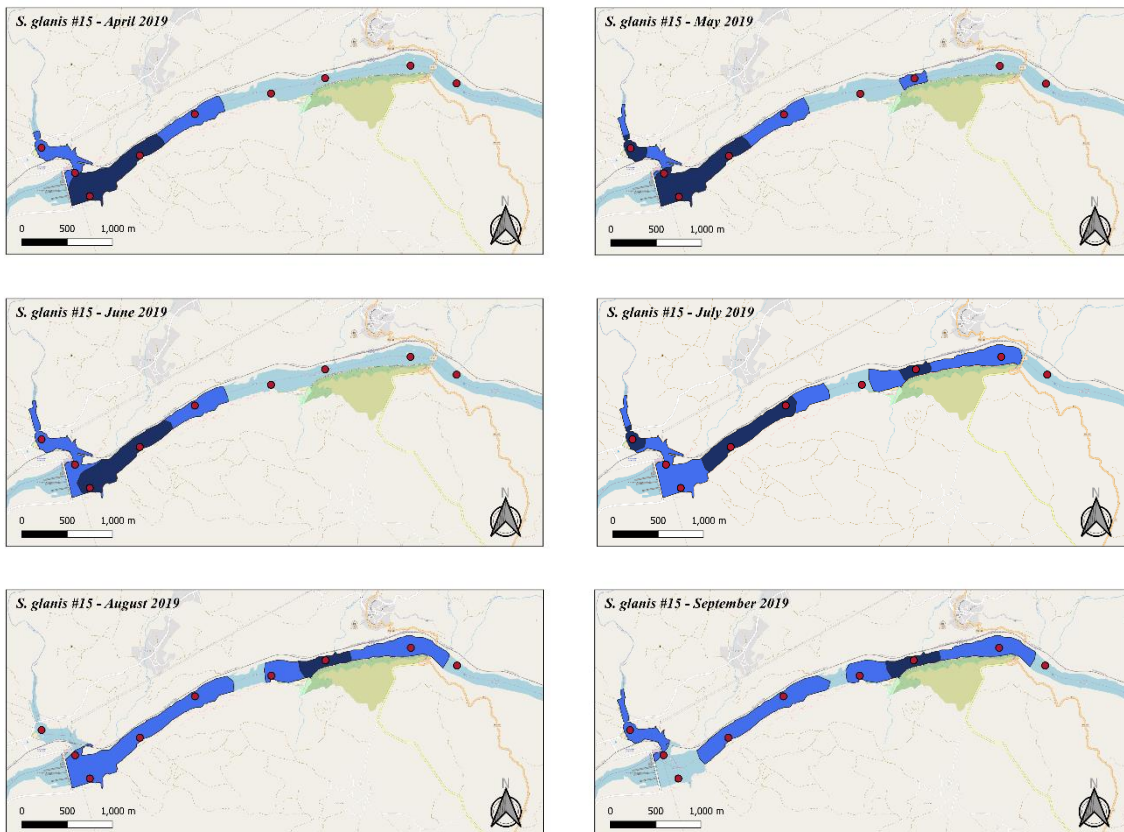 S. glanis #15 - April 2019
N
0 500 1,000 m
S. glanis #15 - May 2019
N
0 500 1,000 m
S. glanis #15 - June 2019
N
0 500 1,000 m
S. glanis #15 - July 2019
N
0 500 1,000 m
S. glanis #15 - August 2019
N
0 500 1,000 m
S. glanis #15 - September 2019
N
0 500 1,000 m